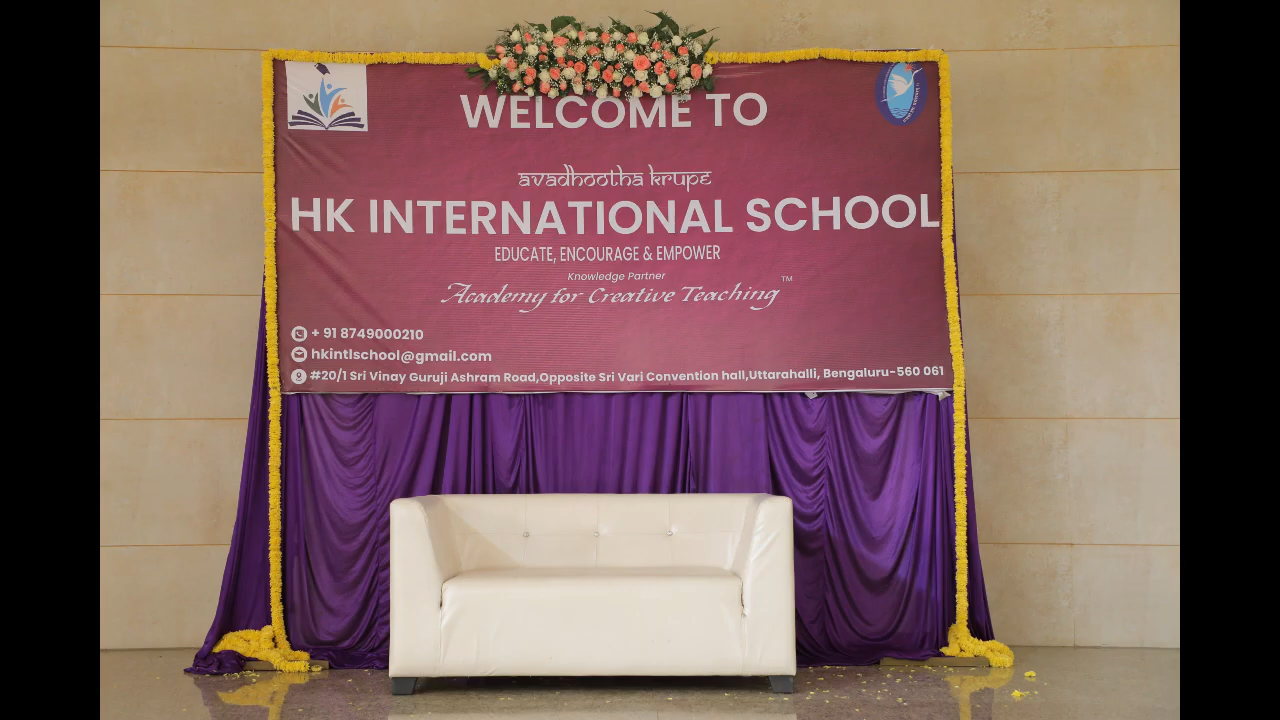 WELCOME TO
avadhootha krupe
HK INTERNATIONAL SCHOOL
EDUCATE, ENCOURAGE & EMPOWER
Knowledge Partner
Academy for Creative Teaching™
+ 91 8749000210
hkintlschool@gmail.com
#20/1 Sri Vinay Guruji Ashram Road,Opposite Sri Vari Convention hall,Uttarahalli, Bengaluru-560 061